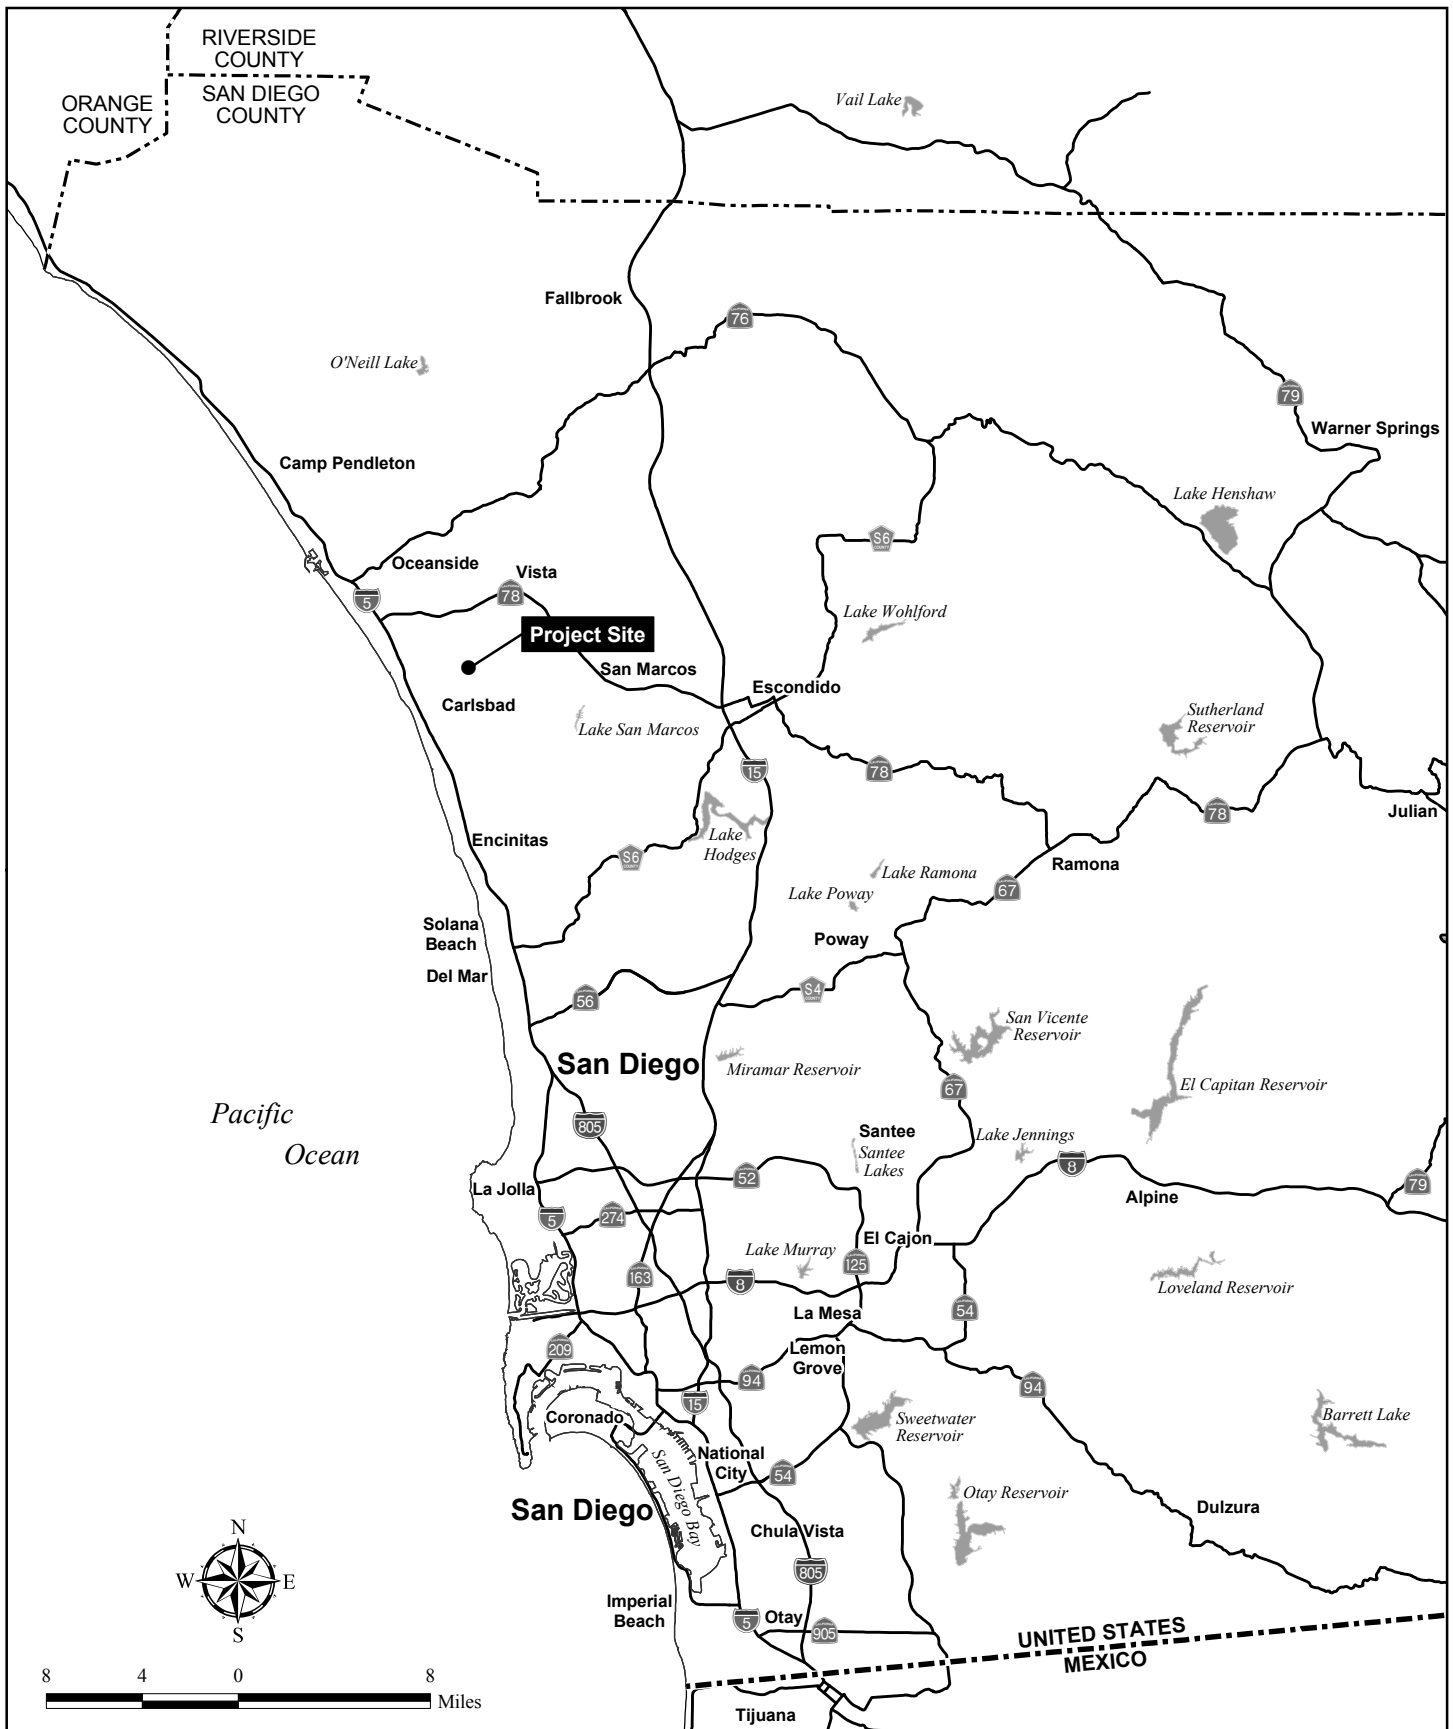 RIVERSIDE
COUNTY
ORANGE
COUNTY
SAN DIEGO
COUNTY
Vail Lake
Fallbrook
76
O'Neill Lake
79
Warner Springs
Camp Pendleton
Lake Henshaw
S6
COUNTY
Oceanside
Vista
78
5
Lake Wohlford
Project Site
San Marcos
Escondido
Carlsbad
Lake San Marcos
Sutherland
Reservoir
15
78
78
Julian
Encinitas
Lake
Hodges
S6
COUNTY
Lake Ramona
Ramona
Lake Poway
67
Solana
Beach
Poway
Del Mar
56
S4
COUNTY
San Vicente
Reservoir
San Diego
Miramar Reservoir
67
El Capitan Reservoir
Pacific
Ocean
805
Santee
Santee
Lakes
Lake Jennings
8
La Jolla
52
79
Alpine
5
274
El Cajon
Lake Murray
125
163
8
Loveland Reservoir
La Mesa
54
209
Lemon
Grove
94
94
15
Coronado
Sweetwater
Reservoir
Barrett Lake
San Diego Bay
National
City
54
Otay Reservoir
San Diego
Dulzura
Chula Vista
805
N
W
E
S
Imperial
Beach
5
Otay
905
UNITED STATES
MEXICO
8
4
0
8
Miles
Tijuana